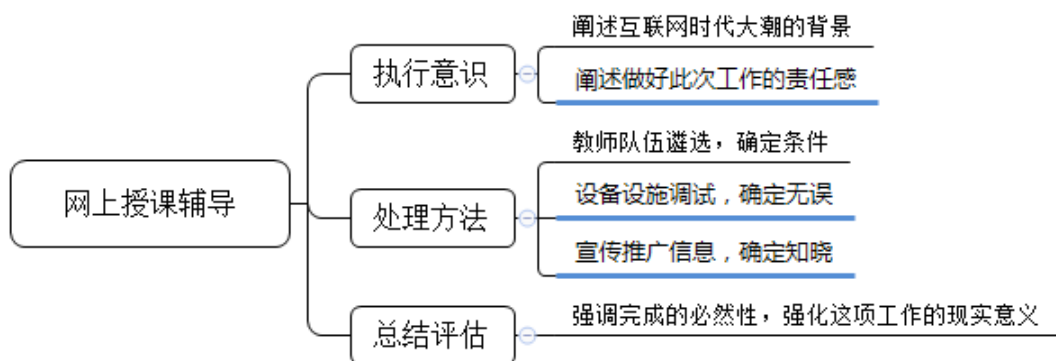 阐述互联网时代大潮的背景
执行意识
阐述做好此次工作的责任感
教师队伍遴选，确定条件
网上授课辅导
设备设施调试，确定无误
处理方法
宣传推广信息，确定知晓
强调完成的必然性，强化这项工作的现实意义
总结评估